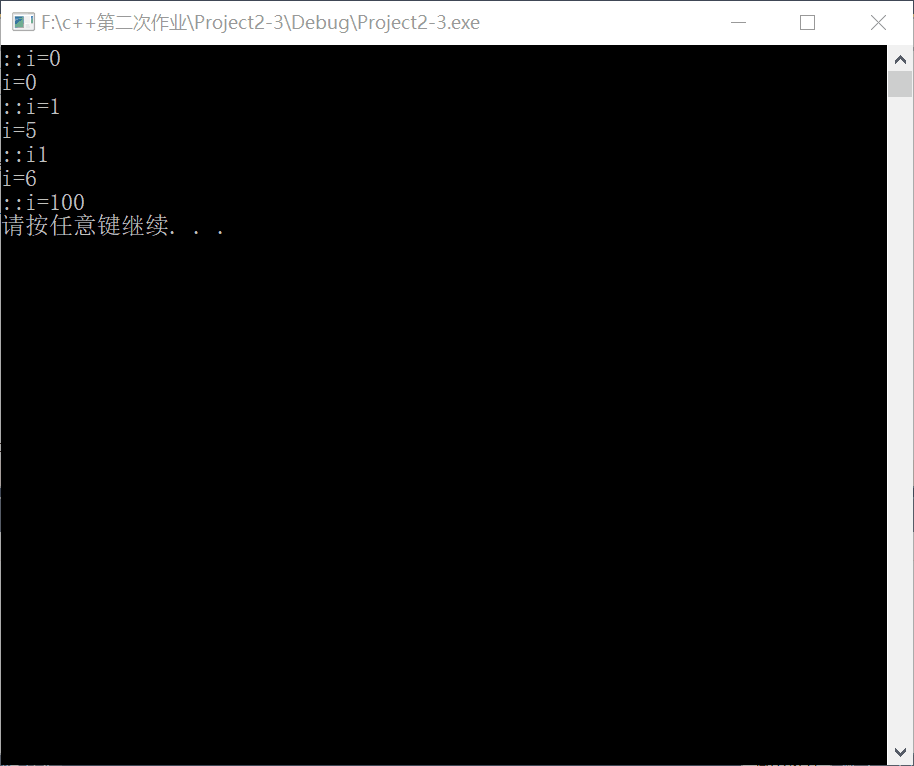 F:\c++第二次作业\Project2-3\Debug\Project2-3.exe
::i=0
i=0
::i=1
i=5
::i1
i=6
::i=100
请按任意键继续. . .